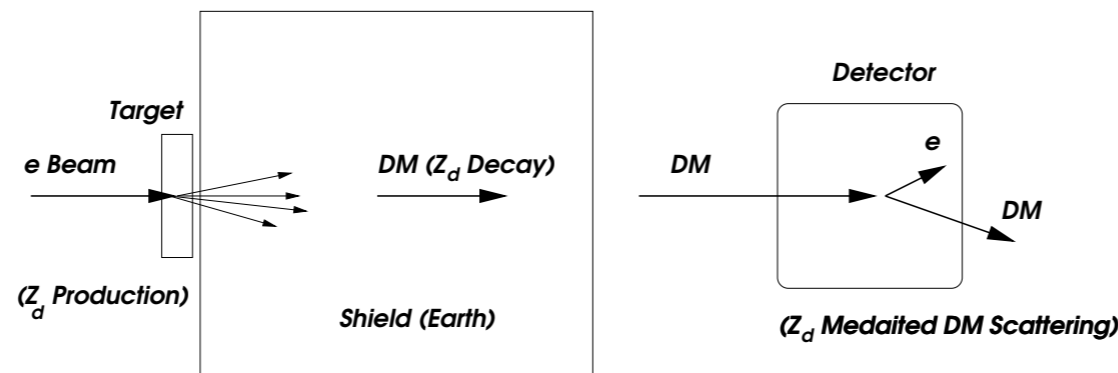 Detector
Target
e
e Beam
DM (Z_d Decay)
DM
DM
(Z_d Production)
Shield (Earth)
(Z_d Medaited DM Scattering)